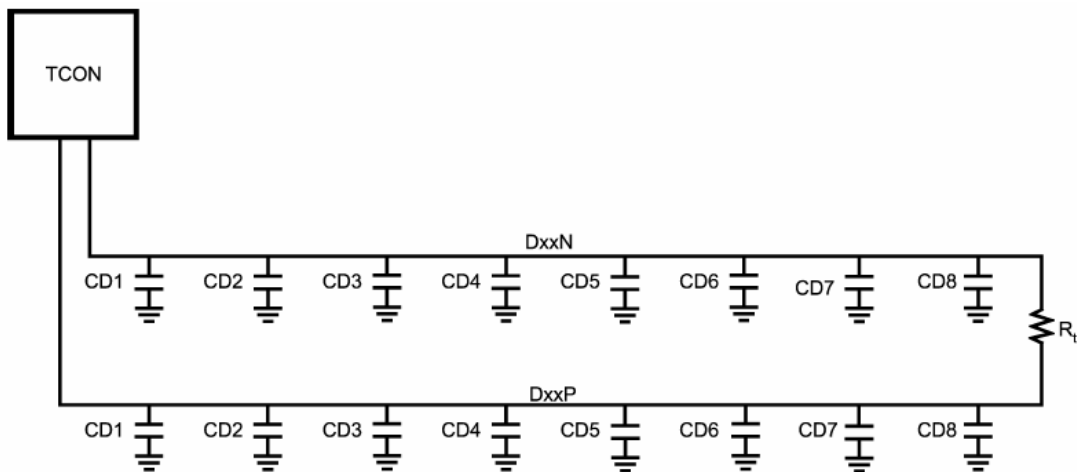 TCON
DxxN
CD1 CD2 CD3 CD4 CD5 CD6 CD7 CD8
Rt
DxxP
CD1 CD2 CD3 CD4 CD5 CD6 CD7 CD8